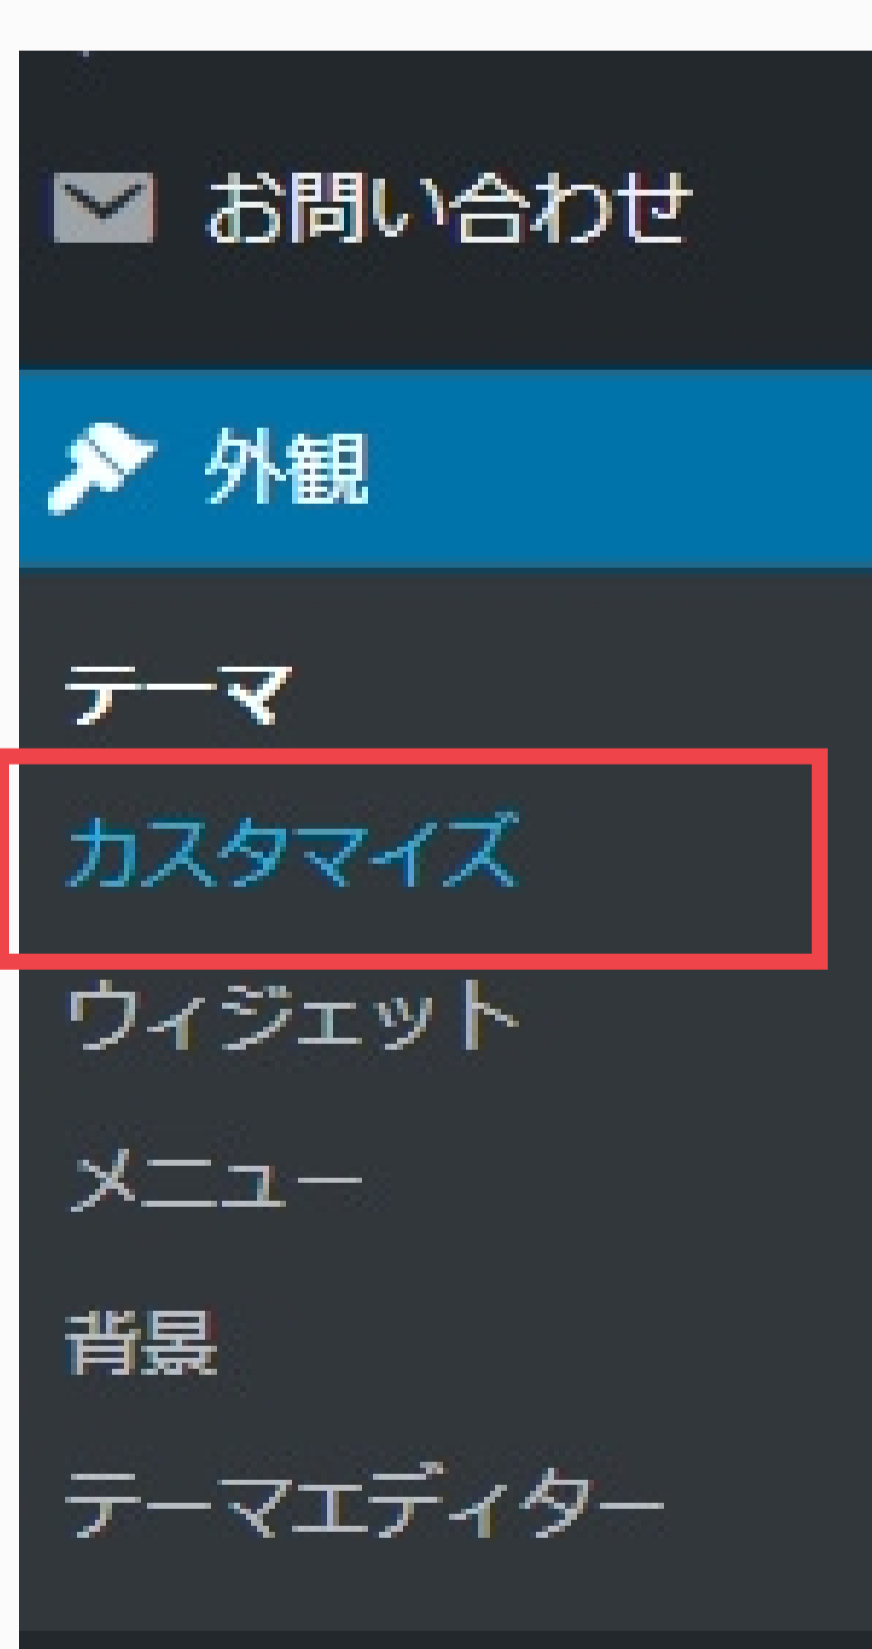 お問い合わせ
外観
テーマ
カスタマイズ
ウィジェット
メニュー
背景
テーマエディター